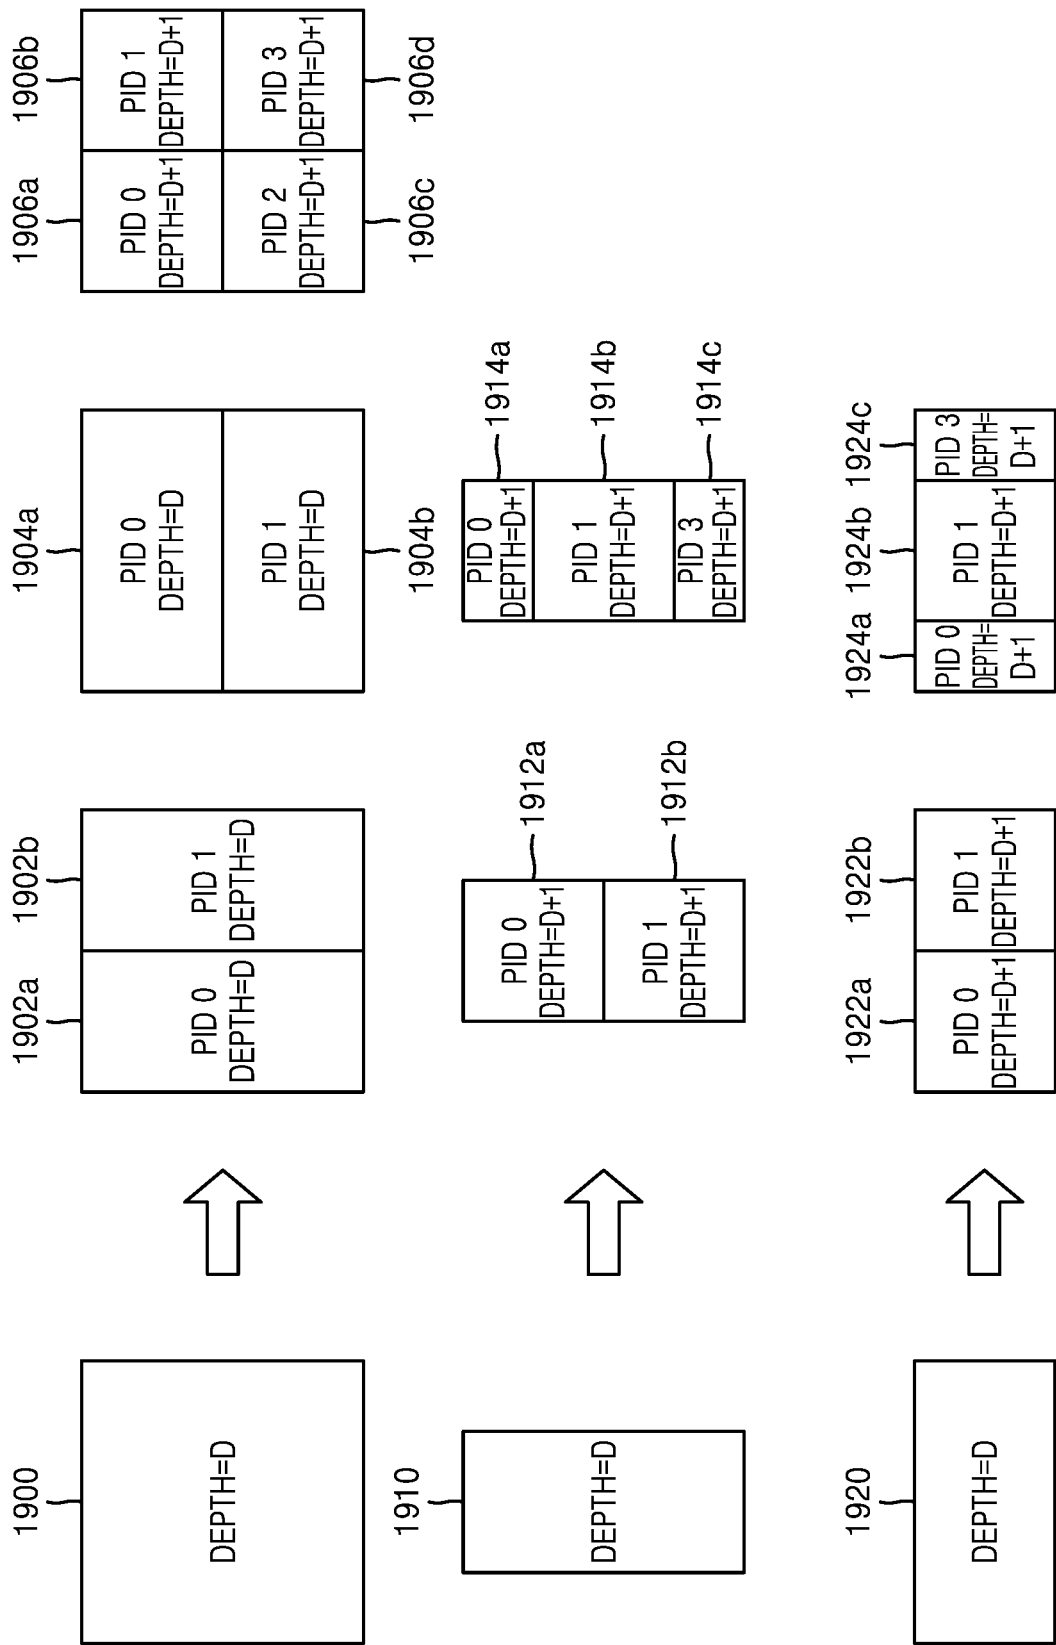 1900
DEPTH=D
1902a
1902b
PID 0
DEPTH=D
PID 1
DEPTH=D
1904a
PID 0
DEPTH=D
PID 1
DEPTH=D
1904b
1906a
1906b
PID 0
DEPTH=D+1
PID 1
DEPTH=D+1
PID 2
DEPTH=D+1
PID 3
DEPTH=D+1
1906c
1906d
1910
DEPTH=D
PID 0
DEPTH=D+1
1912a
PID 1
DEPTH=D+1
1912b
PID 0
DEPTH=D+1
1914a
PID 1
DEPTH=D+1
1914b
PID 3
DEPTH=D+1
1914c
1920
DEPTH=D
1922a
1922b
PID 0
DEPTH=D+1
PID 1
DEPTH=D+1
1924a
1924b
1924c
PID 0
DEPTH=
D+1
PID 1
DEPTH=D+1
PID 3
DEPTH=
D+1